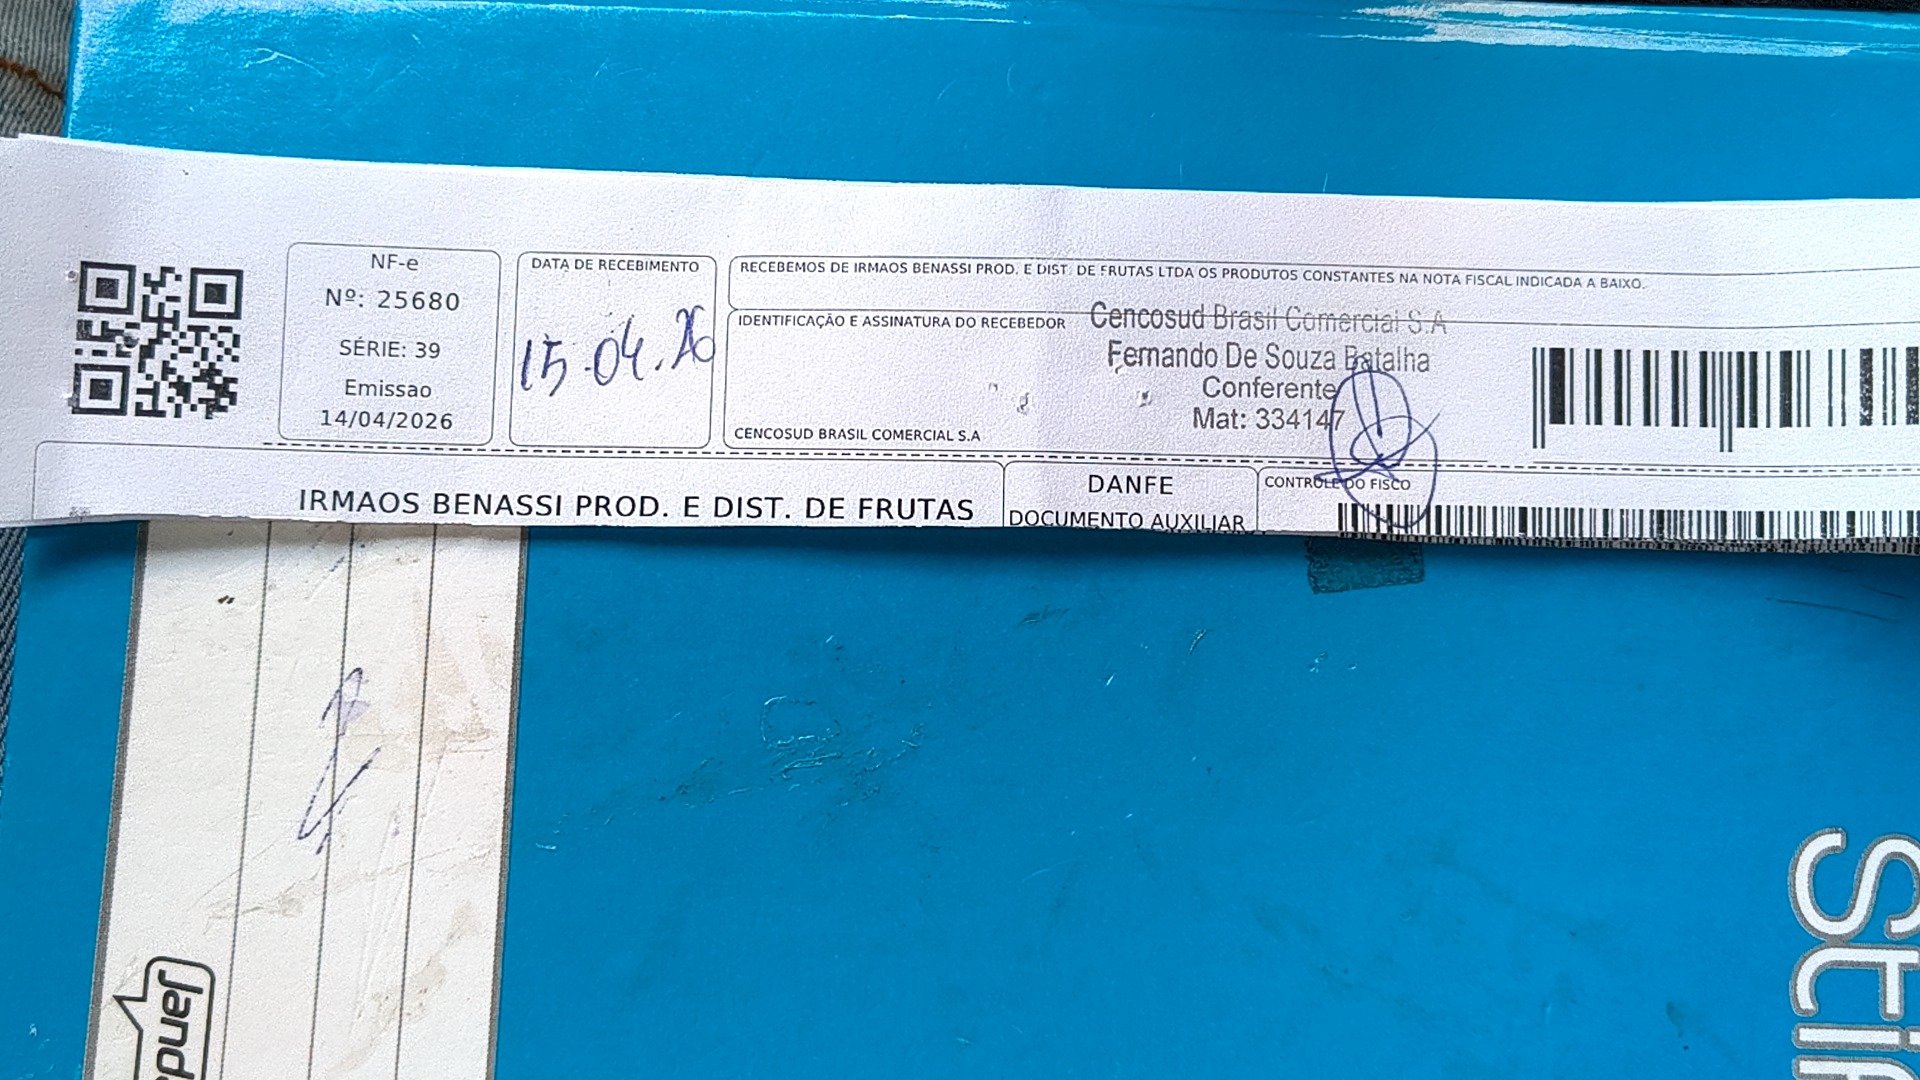 NF-e
Nº: 25680
SÉRIE: 39
Emissao
14/04/2026
DATA DE RECEBIMENTO
15.04.26
RECEBEMOS DE IRMAOS BENASSI PROD. E DIST. DE FRUTAS LTDA OS PRODUTOS CONSTANTES NA NOTA FISCAL INDICADA A BAIXO.
IDENTIFICAÇÃO E ASSINATURA DO RECEBEDOR
Cencosud Brasil Comercial S.A
Fernando De Souza Batalha
Conferente
Mat: 334147
CENCOSUD BRASIL COMERCIAL S.A
IRMAOS BENASSI PROD. E DIST. DE FRUTAS
DANFE
DOCUMENTO AUXILIAR
CONTROLE DO FISCO